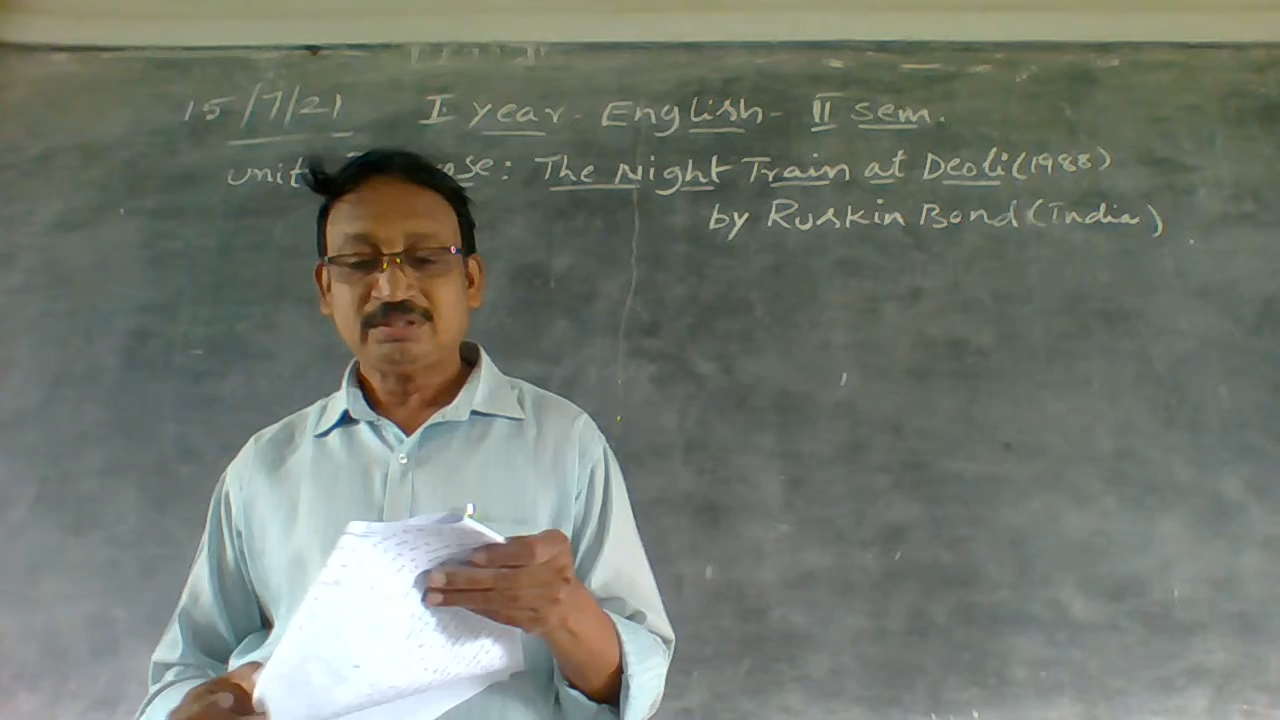 15/7/21 I year - English - II sem.
unit : The Night Train at Deoli (1988)
by Ruskin Bond (India)